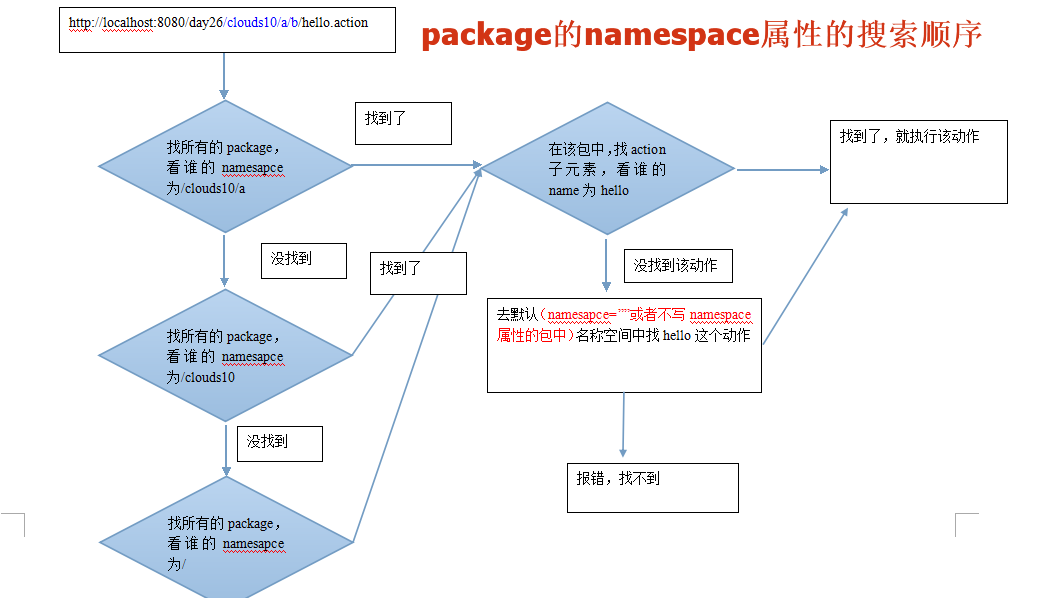 http://localhost:8080/day26/clouds10/a/b/hello.action
package的namespace属性的搜索顺序
找所有的 package，
看谁的 namesapce
为/clouds10/a
找到了
在该包中，找 action
子元素，看谁的
name 为 hello
找到了，就执行该动作
没找到
找到了
没找到该动作
找所有的 package，
看谁的 namesapce
为/clouds10
去默认（namesapce=””或者不写 namespace
属性的包中）名称空间中找 hello 这个动作
没找到
报错，找不到
找所有的 package，
看谁的 namesapce
为/